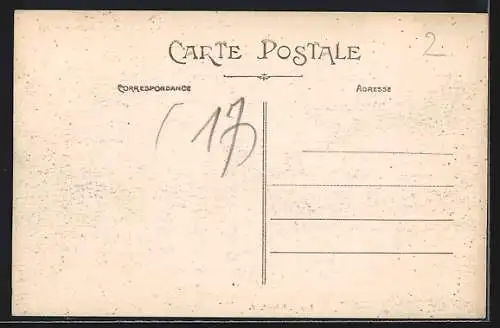 2
CARTE POSTALE
CORRESPONDANCE
ADRESSE
(17)